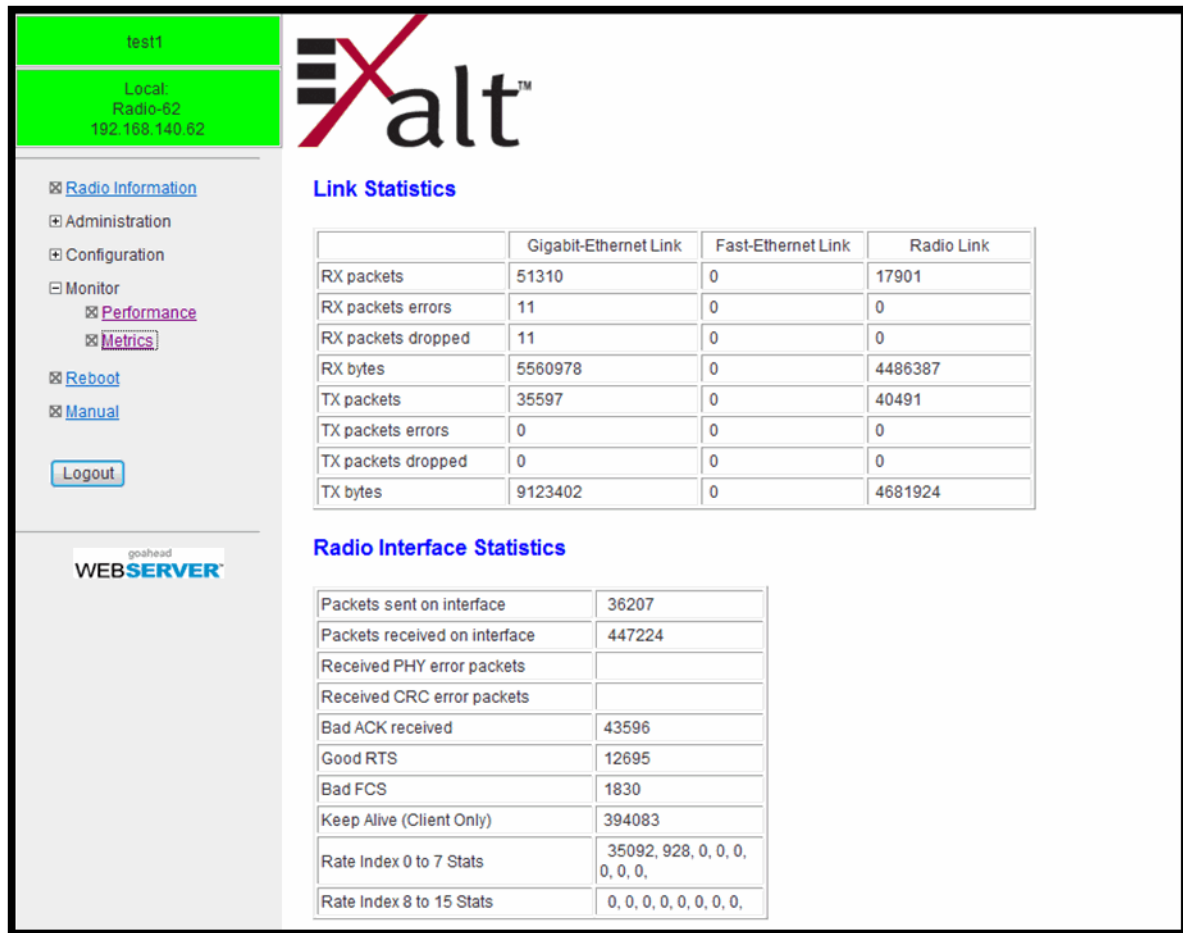 test1
Local:
Radio-62
192.168.140.62
EXalt™
Radio Information
Administration
Configuration
Monitor
Performance
Metrics
Reboot
Manual
Logout
goahead
WEBSERVER
Link Statistics
Gigabit-Ethernet Link Fast-Ethernet Link Radio Link
RX packets 51310 0 17901
RX packets errors 11 0 0
RX packets dropped 11 0 0
RX bytes 5560978 0 4486387
TX packets 35597 0 40491
TX packets errors 0 0 0
TX packets dropped 0 0 0
TX bytes 9123402 0 4681924
Radio Interface Statistics
Packets sent on interface 36207
Packets received on interface 447224
Received PHY error packets
Received CRC error packets
Bad ACK received 43596
Good RTS 12695
Bad FCS 1830
Keep Alive (Client Only) 394083
Rate Index 0 to 7 Stats 35092, 928, 0, 0, 0,
0, 0, 0,
Rate Index 8 to 15 Stats 0, 0, 0, 0, 0, 0, 0, 0,